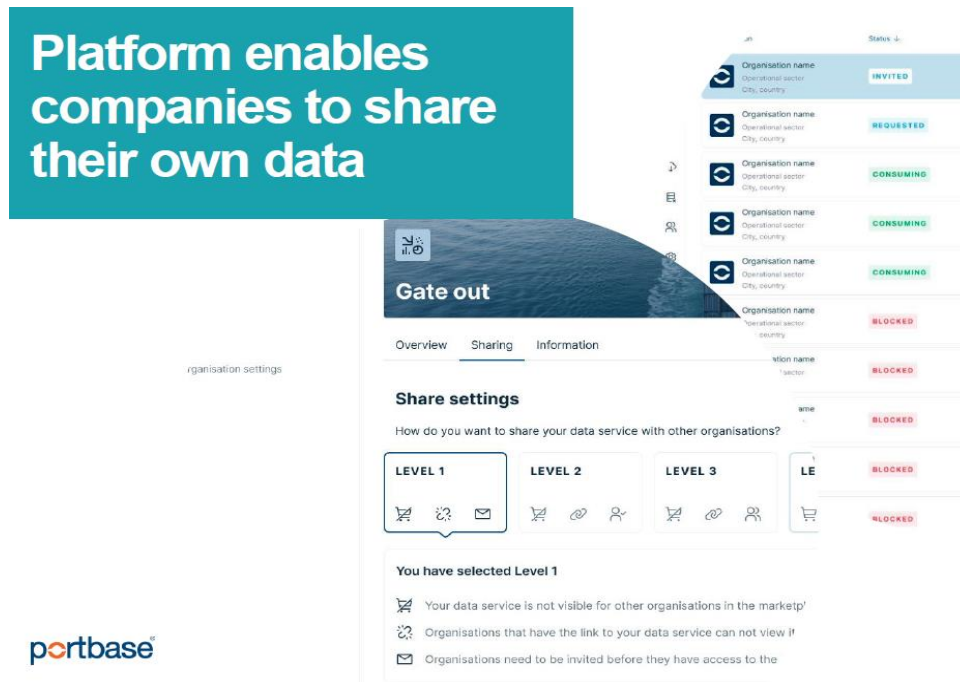 Platform enables
companies to share
their own data
Status ↓
Organisation name
Operational sector
City, country
INVITED
Organisation name
Operational sector
City, country
REQUESTED
Organisation name
Operational sector
City, country
CONSUMING
Organisation name
Operational sector
City, country
CONSUMING
Organisation name
Operational sector
City, country
CONSUMING
Organisation name
Operational sector
country
BLOCKED
name
sector
BLOCKED
BLOCKED
BLOCKED
BLOCKED
Gate out
Overview Sharing Information
settings
Share settings
How do you want to share your data service with other organisations?
LEVEL 1 LEVEL 2 LEVEL 3 LE
You have selected Level 1
Your data service is not visible for other organisations in the
Organisations that have the link to your data service can not view
Organisations need to be invited before they have access to the
portbase